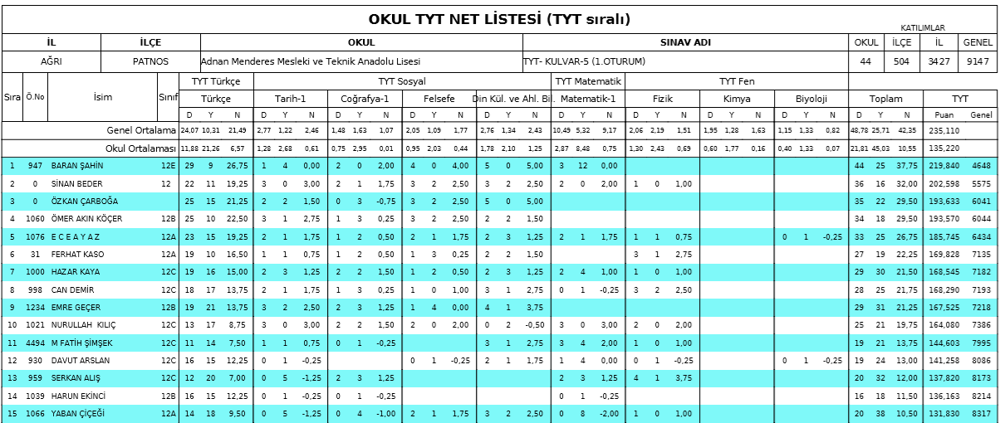 OKUL TYT NET LİSTESİ (TYT sıralı)
KATILIMLAR
İL İLÇE OKUL SINAV ADI OKUL İLÇE İL GENEL
AĞRI PATNOS Adnan Menderes Mesleki ve Teknik Anadolu Lisesi TYT- KULVAR-5 (1.OTURUM) 44 504 3427 9147
TYT Türkçe TYT Sosyal TYT Matematik TYT Fen
Sıra Ö.No İsim Sınıf Türkçe Tarih-1 Coğrafya-1 Felsefe Din Kül. ve Ahl. Bil. Matematik-1 Fizik Kimya Biyoloji Toplam TYT
D Y N D Y N D Y N D Y N D Y N D Y N D Y N D Y N D Y N D Y N Puan Genel
Genel Ortalama 24,07 10,31 21,49 2,77 1,22 2,46 1,48 1,63 1,07 2,05 1,09 1,77 2,76 1,34 2,43 10,49 5,32 9,17 2,06 2,19 1,51 1,95 1,28 1,63 1,15 1,33 0,82 48,78 25,71 42,35 235,110
Okul Ortalaması 11,88 21,26 6,57 1,28 2,68 0,61 0,75 2,95 0,01 0,95 2,03 0,44 1,78 2,10 1,25 2,87 8,48 0,75 1,30 2,43 0,69 0,60 1,77 0,16 0,40 1,33 0,07 21,81 45,03 10,55 135,220
1 947 BARAN ŞAHİN 12E 29 9 26,75 1 4 0,00 2 0 2,00 4 0 4,00 5 0 5,00 3 12 0,00 44 25 37,75 219,840 4648
2 0 SİNAN BEDER 12 22 11 19,25 3 0 3,00 2 1 1,75 3 2 2,50 3 2 2,50 2 0 2,00 1 0 1,00 36 16 32,00 202,598 5575
3 0 ÖZKAN ÇARBOĞA 25 15 21,25 2 2 1,50 0 3 -0,75 3 2 2,50 5 0 5,00 35 22 29,50 193,633 6041
4 1060 ÖMER AKIN KÖÇER 12B 25 10 22,50 3 1 2,75 1 3 0,25 3 2 2,50 2 2 1,50 34 18 29,50 193,570 6044
5 1076 E C E A Y A Z 12A 23 15 19,25 2 1 1,75 1 2 0,50 2 1 1,75 2 3 1,25 2 1 1,75 1 1 0,75 0 1 -0,25 33 25 26,75 185,745 6434
6 31 FERHAT KASO 12A 19 10 16,50 1 1 0,75 1 2 0,50 1 3 0,25 2 2 1,50 3 1 2,75 27 19 22,25 169,828 7135
7 1000 HAZAR KAYA 12C 19 16 15,00 2 3 1,25 2 2 1,50 1 2 0,50 2 3 1,25 2 4 1,00 1 0 1,00 29 30 21,50 168,545 7182
8 998 CAN DEMİR 12C 18 17 13,75 2 1 1,75 1 3 0,25 1 0 1,00 3 1 2,75 0 1 -0,25 3 2 2,50 28 25 21,75 168,290 7193
9 1234 EMRE GEÇER 12B 19 21 13,75 3 2 2,50 2 3 1,25 1 4 0,00 4 1 3,75 29 31 21,25 167,525 7218
10 1021 NURULLAH KILIÇ 12C 13 17 8,75 3 0 3,00 2 2 1,50 2 0 2,00 0 2 -0,50 3 0 3,00 2 0 2,00 25 21 19,75 164,080 7386
11 4494 M FATİH ŞİMŞEK 12C 11 14 7,50 1 1 0,75 0 1 -0,25 3 1 2,75 3 4 2,00 1 0 1,00 19 21 13,75 144,603 7995
12 930 DAVUT ARSLAN 12C 16 15 12,25 0 1 -0,25 0 1 -0,25 2 1 1,75 1 4 0,00 0 1 -0,25 0 1 -0,25 19 24 13,00 141,258 8086
13 959 SERKAN ALIŞ 12C 12 20 7,00 0 5 -1,25 2 3 1,25 2 3 1,25 4 1 3,75 20 32 12,00 137,820 8173
14 1039 HARUN EKİNCİ 12B 16 15 12,25 0 1 -0,25 0 1 -0,25 0 1 -0,25 16 18 11,50 136,163 8214
15 1066 YABAN ÇİÇEĞİ 12A 14 18 9,50 0 5 -1,25 0 4 -1,00 2 1 1,75 3 2 2,50 0 8 -2,00 1 0 1,00 20 38 10,50 131,830 8317